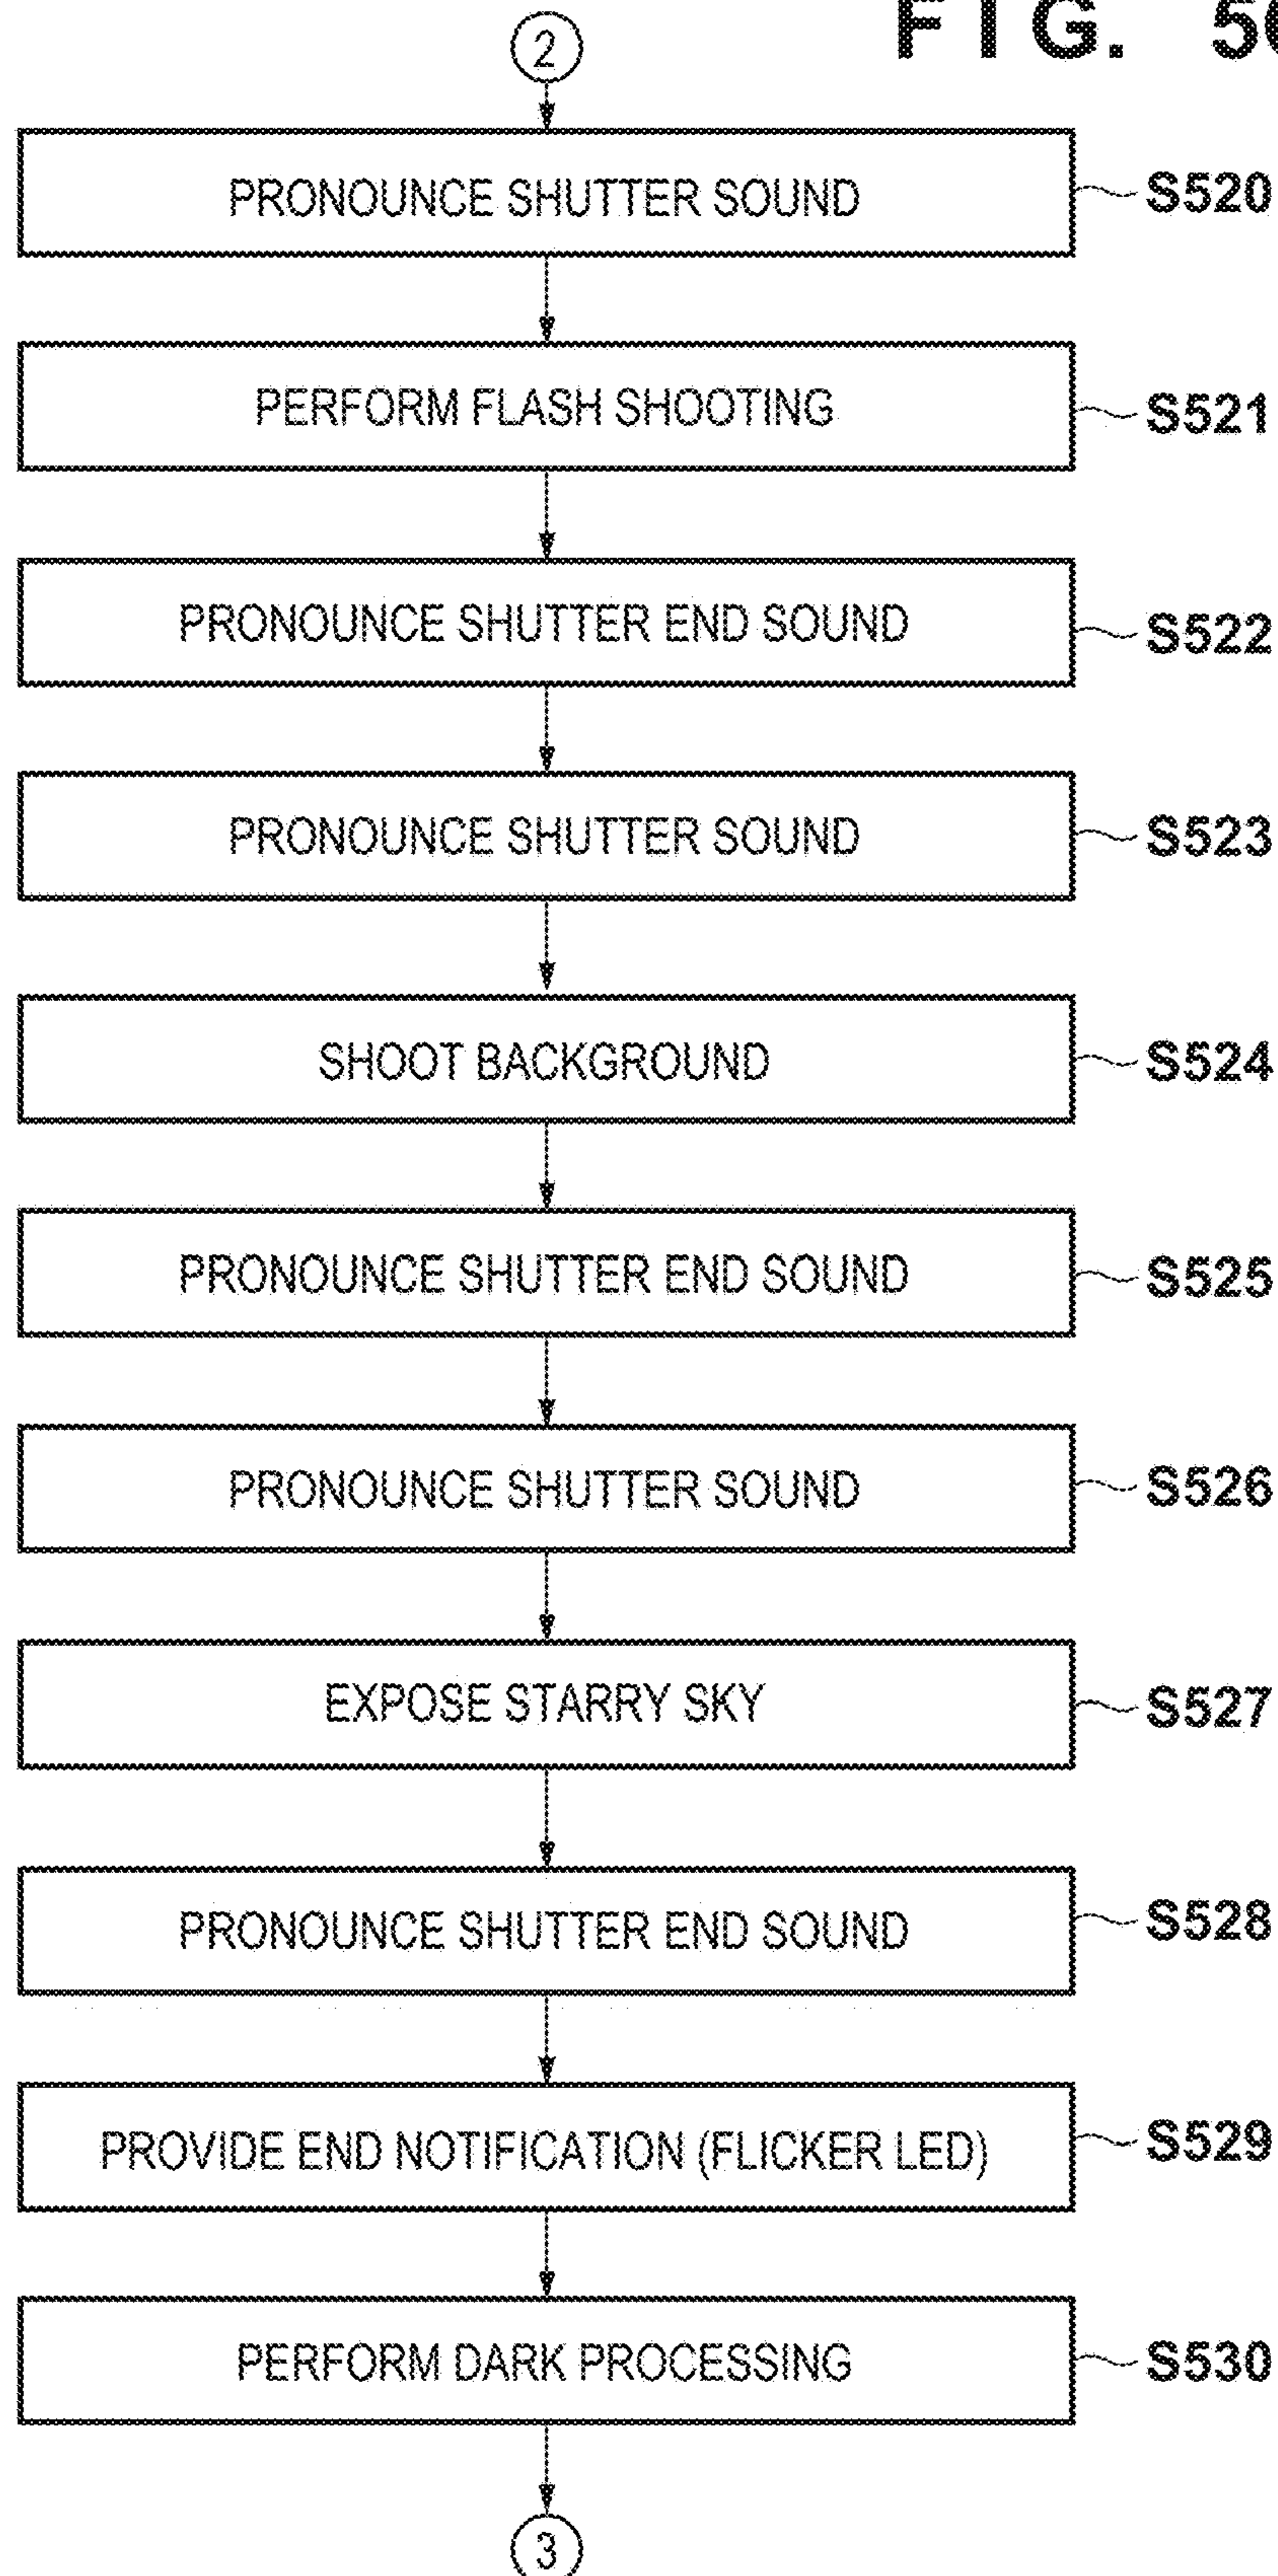 FIG. 5
2
PRONOUNCE SHUTTER SOUND
S520
PERFORM FLASH SHOOTING
S521
PRONOUNCE SHUTTER END SOUND
S522
PRONOUNCE SHUTTER SOUND
S523
SHOOT BACKGROUND
S524
PRONOUNCE SHUTTER END SOUND
S525
PRONOUNCE SHUTTER SOUND
S526
EXPOSE STARRY SKY
S527
PRONOUNCE SHUTTER END SOUND
S528
PROVIDE END NOTIFICATION (FLICKER LED)
S529
PERFORM DARK PROCESSING
S530
3